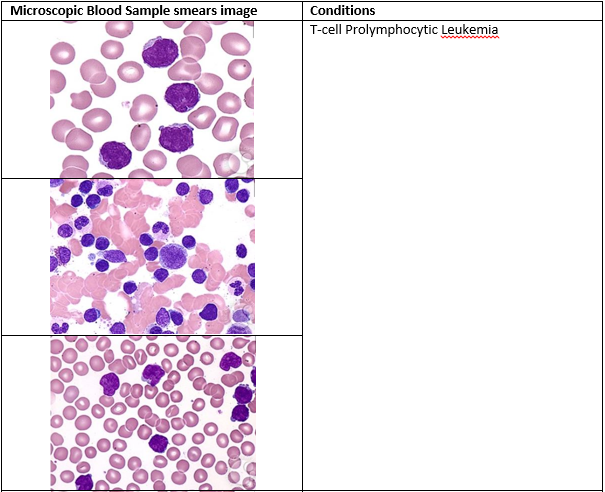 Microscopic Blood Sample smears image
Conditions
T-cell Prolymphocytic Leukemia